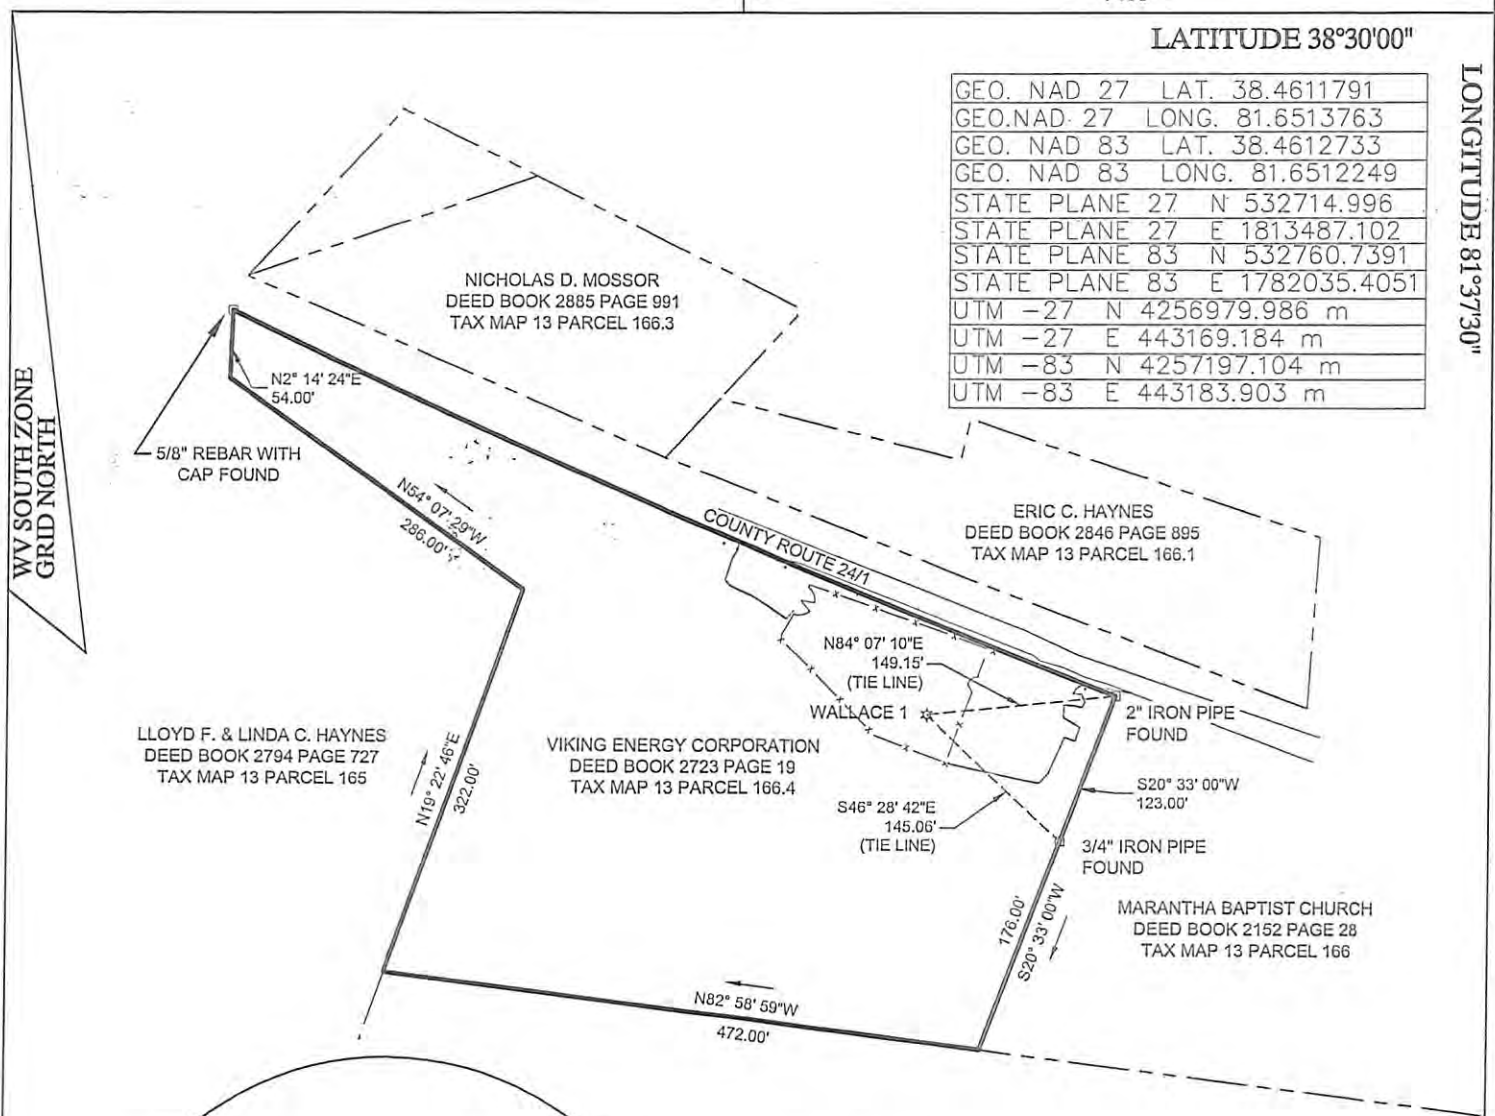 LATITUDE 38°30'00"
LONGITUDE 81°37'30"
GEO. NAD 27 LAT. 38.4611791
GEO.NAD 27 LONG. 81.6513763
GEO. NAD 83 LAT. 38.4612733
GEO. NAD 83 LONG. 81.6512249
STATE PLANE 27 N 532714.996
STATE PLANE 27 E 1813487.102
STATE PLANE 83 N 532760.7391
STATE PLANE 83 E 1782035.4051
UTM -27 N 4256979.986 m
UTM -27 E 443169.184 m
UTM -83 N 4257197.104 m
UTM -83 E 443183.903 m
WV SOUTH ZONE
GRID NORTH
NICHOLAS D. MOSSOR
DEED BOOK 2885 PAGE 991
TAX MAP 13 PARCEL 166.3
N2° 14' 24"E
54.00'
5/8" REBAR WITH
CAP FOUND
N54° 07' 29"W
286.00'
COUNTY ROUTE 24/1
ERIC C. HAYNES
DEED BOOK 2846 PAGE 895
TAX MAP 13 PARCEL 166.1
N84° 07' 10"E
149.15'
(TIE LINE)
WALLACE 1
2" IRON PIPE
FOUND
LLOYD F. & LINDA C. HAYNES
DEED BOOK 2794 PAGE 727
TAX MAP 13 PARCEL 165
N19° 22' 46"E
322.00'
VIKING ENERGY CORPORATION
DEED BOOK 2723 PAGE 19
TAX MAP 13 PARCEL 166.4
S46° 28' 42"E
145.06'
(TIE LINE)
S20° 33' 00"W
123.00'
3/4" IRON PIPE
FOUND
176.00'
S20° 33' 00"W
MARANTHA BAPTIST CHURCH
DEED BOOK 2152 PAGE 28
TAX MAP 13 PARCEL 166
N82° 58' 59"W
472.00'